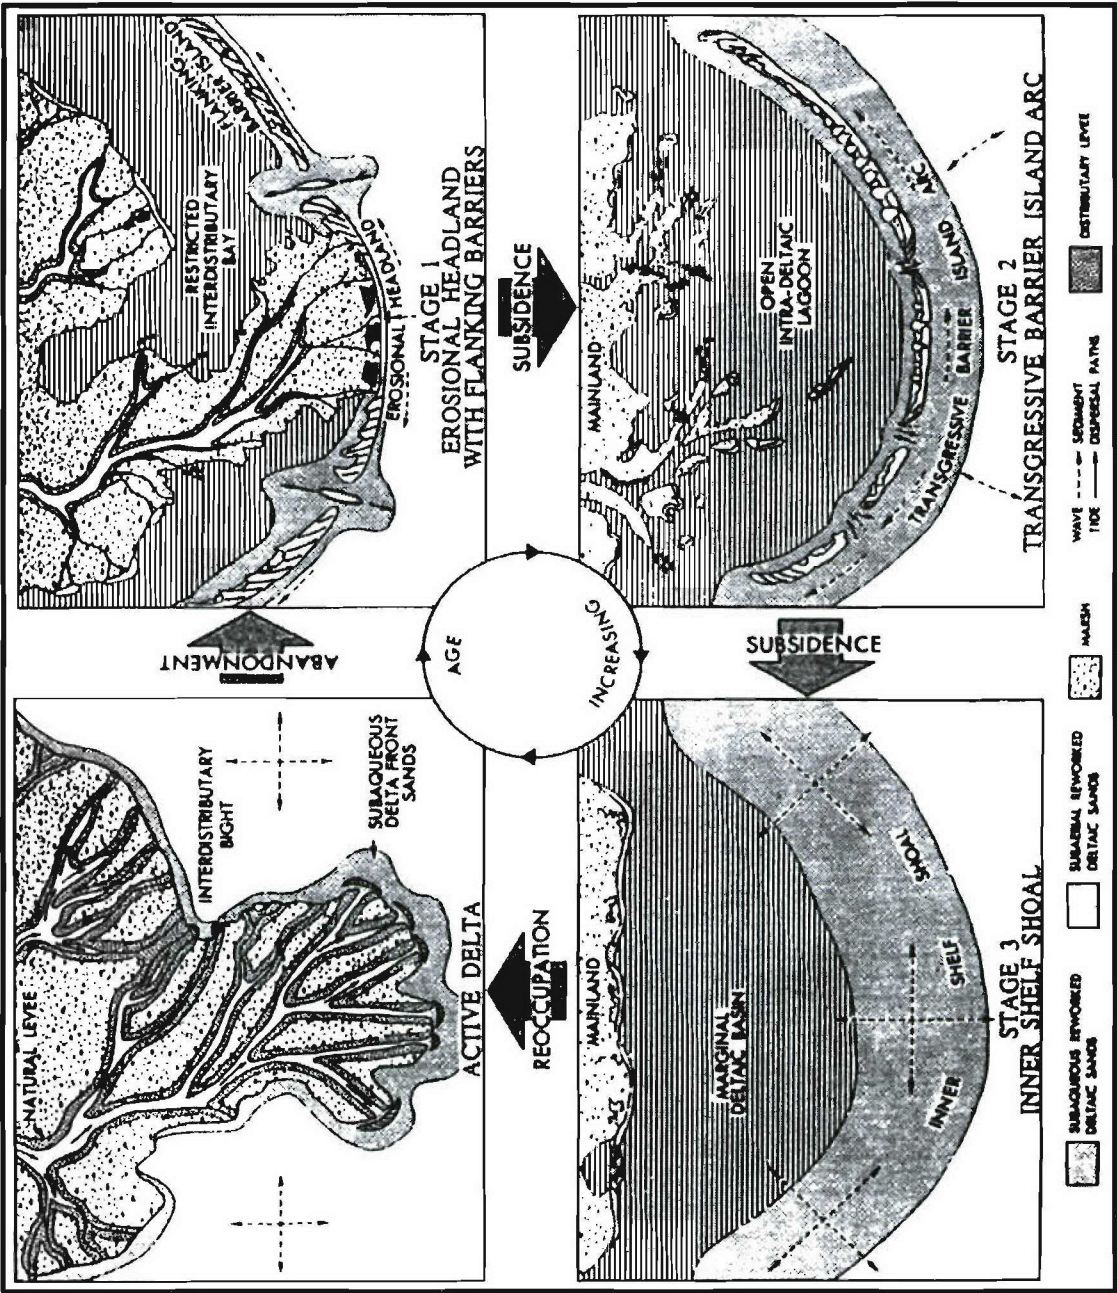 NATURAL LEVEE
INTERDISTRIBUTARY
BIGHT
SUBAQUEOUS
DELTA FRONT
SANDS
ACTIVE DELTA
ABANDONMENT
FLANKING
BARRIER ISLAND
RESTRICTED
INTERDISTRIBUTARY
BAY
EROSIONAL HEADLAND
STAGE 1
EROSIONAL HEADLAND
WITH FLANKING BARRIERS
REOCCUPATION
AGE
INCREASING
SUBSIDENCE
MAINLAND
MARGINAL
DELTAIC BASIN
INNER SHELF SHOAL
STAGE 3
INNER SHELF SHOAL
SUBSIDENCE
MAINLAND
OPEN
INTRA-DELTAIC
LAGOON
TRANSGRESSIVE BARRIER ISLAND ARC
STAGE 2
TRANSGRESSIVE BARRIER ISLAND ARC
SUBAQUEOUS REWORKED
DELTAIC SANDS
SUBAERIAL REWORKED
DELTAIC SANDS
MARSH
WAVE SEDIMENT
TIDE DISPERSAL PATHS
DISTRIBUTARY LEVEE